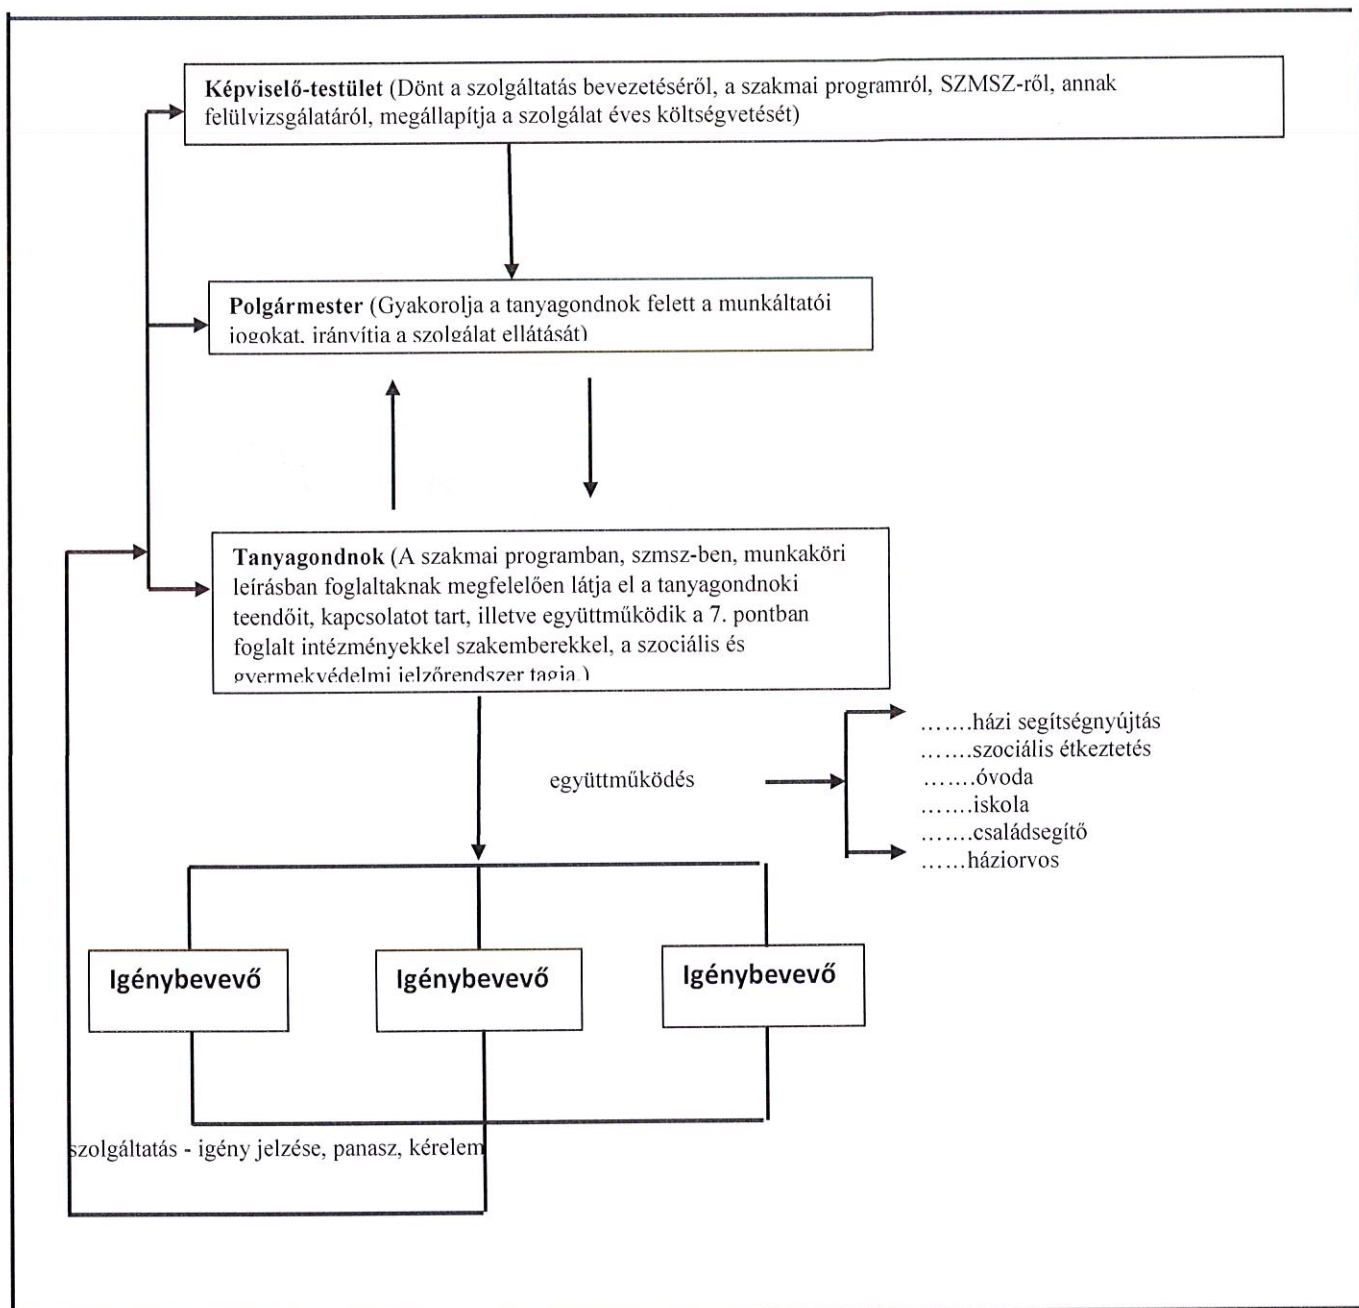 Képviselő-testület (Dönt a szolgáltatás bevezetéséről, a szakmai programról, SZMSZ-ről, annak
felülvizsgálatáról, megállapítja a szolgálat éves költségvetését)
Polgármester (Gyakorolja a tanyagondnok felett a munkáltatói
jogokat, irányítja a szolgálat ellátását)
Tanyagondnok (A szakmai programban, szmsz-ben, munkaköri
leírásban foglaltaknak megfelelően látja el a tanyagondnoki
teendőit, kapcsolatot tart, illetve együttműködik a 7. pontban
foglalt intézményekkel szakemberekkel, a szociális és
gyermekvédelmi jelzőrendszer tagja.)
együttműködés
.......házi segítségnyújtás
.......szociális étkeztetés
.......óvoda
.......iskola
.......családsegítő
......háziorvos
Igénybevevő
Igénybevevő
Igénybevevő
szolgáltatás - igény jelzése, panasz, kérelem